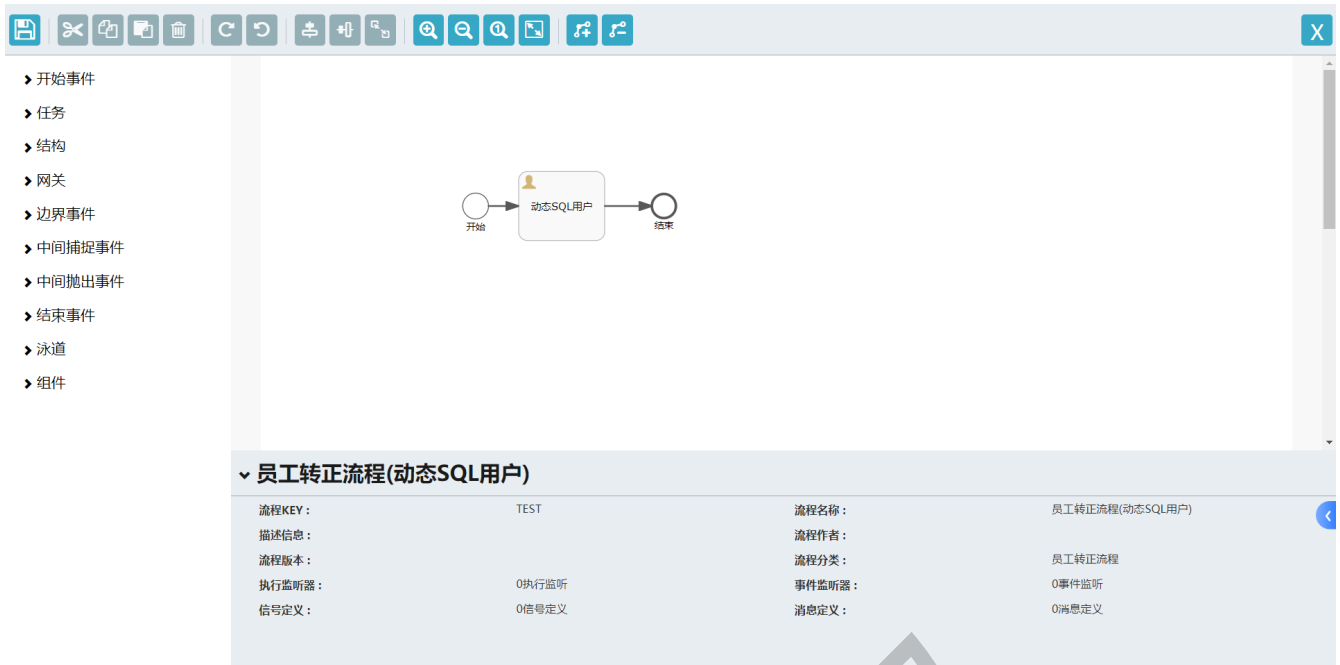 X
开始事件
任务
结构
网关
边界事件
中间捕捉事件
中间抛出事件
结束事件
泳道
组件
动态SQL用户
开始
结束
员工转正流程(动态SQL用户)
流程KEY： TEST 流程名称： 员工转正流程(动态SQL用户)
描述信息： 流程作者：
流程版本： 流程分类： 员工转正流程
执行监听器： 0执行监听 事件监听器： 0事件监听
信号定义： 0信号定义 消息定义： 0消息定义